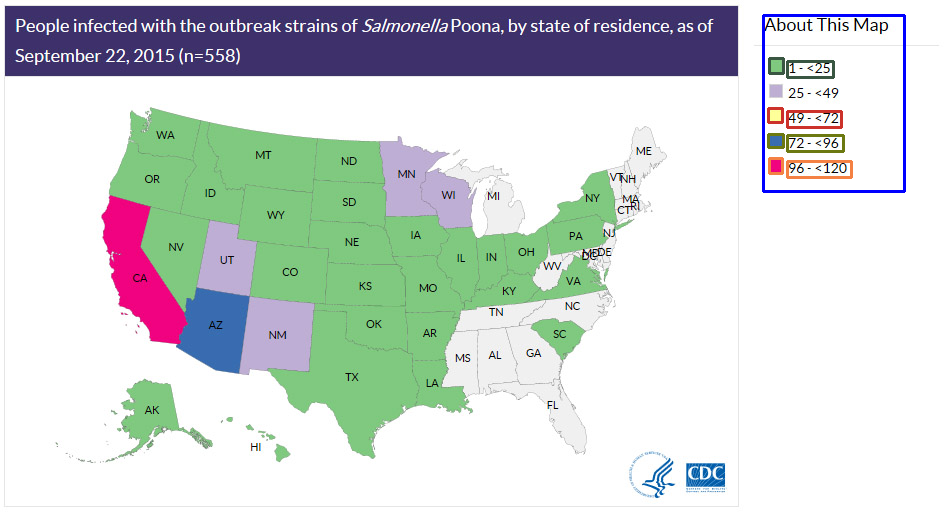 People infected with the outbreak strains of Salmonella Poona, by state of residence, as of
September 22, 2015 (n=558)
About This Map
1 - <25
25 - <49
49 - <72
72 - <96
96 - <120
WA
MT
ND
MN
ME
OR
ID
SD
WI
MI
VT
NH
WY
NY
MA
CT
RI
NV
NE
IA
PA
NJ
UT
CO
IL
IN
OH
MD
DE
DC
CA
KS
MO
WV
VA
KY
AZ
NM
OK
AR
TN
NC
SC
TX
LA
MS
AL
GA
FL
AK
HI
CDC